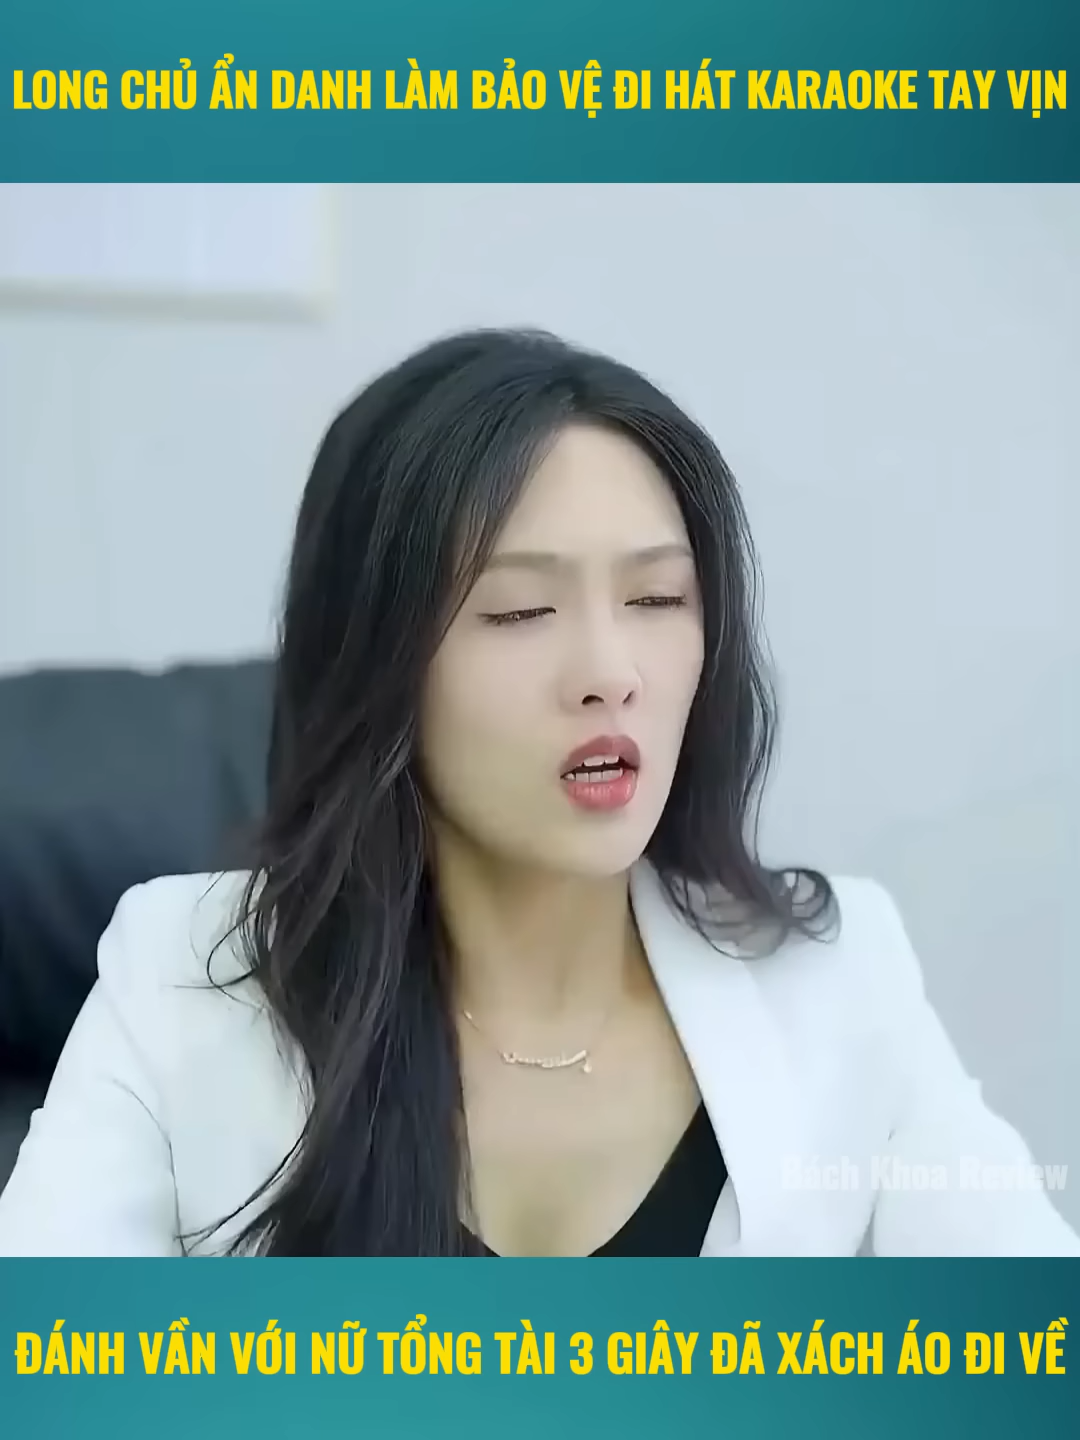 LONG CHỦ ẨN DANH LÀM BẢO VỆ ĐI HÁT KARAOKE TAY VỊN
Bách Khoa Review
ĐÁNH VẦN VỚI NỮ TỔNG TÀI 3 GIÂY ĐÃ XÁCH ÁO ĐI VỀ